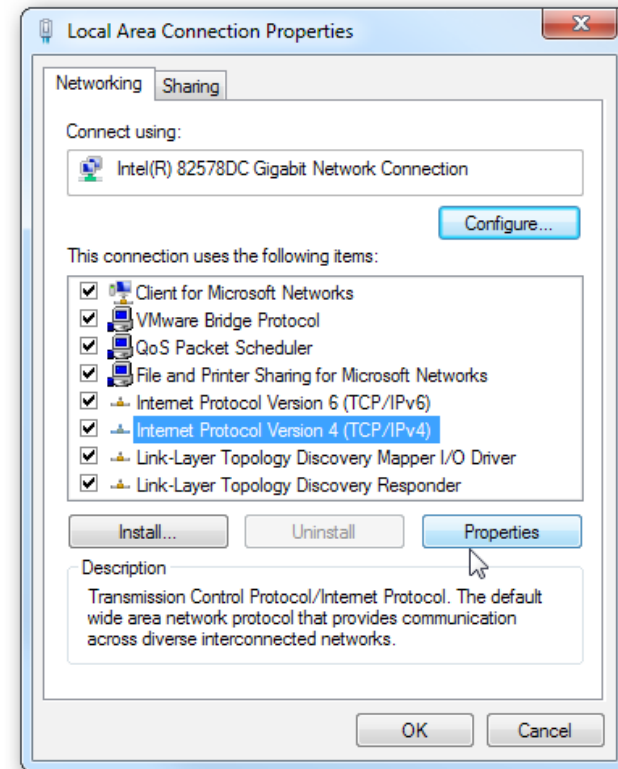 Local Area Connection Properties
Networking
Sharing
Connect using:
Intel(R) 82578DC Gigabit Network Connection
Configure...
This connection uses the following items:
Client for Microsoft Networks
VMware Bridge Protocol
QoS Packet Scheduler
File and Printer Sharing for Microsoft Networks
Internet Protocol Version 6 (TCP/IPv6)
Internet Protocol Version 4 (TCP/IPv4)
Link-Layer Topology Discovery Mapper I/O Driver
Link-Layer Topology Discovery Responder
Install...
Uninstall
Properties
Description
Transmission Control Protocol/Internet Protocol. The default
wide area network protocol that provides communication
across diverse interconnected networks.
OK
Cancel